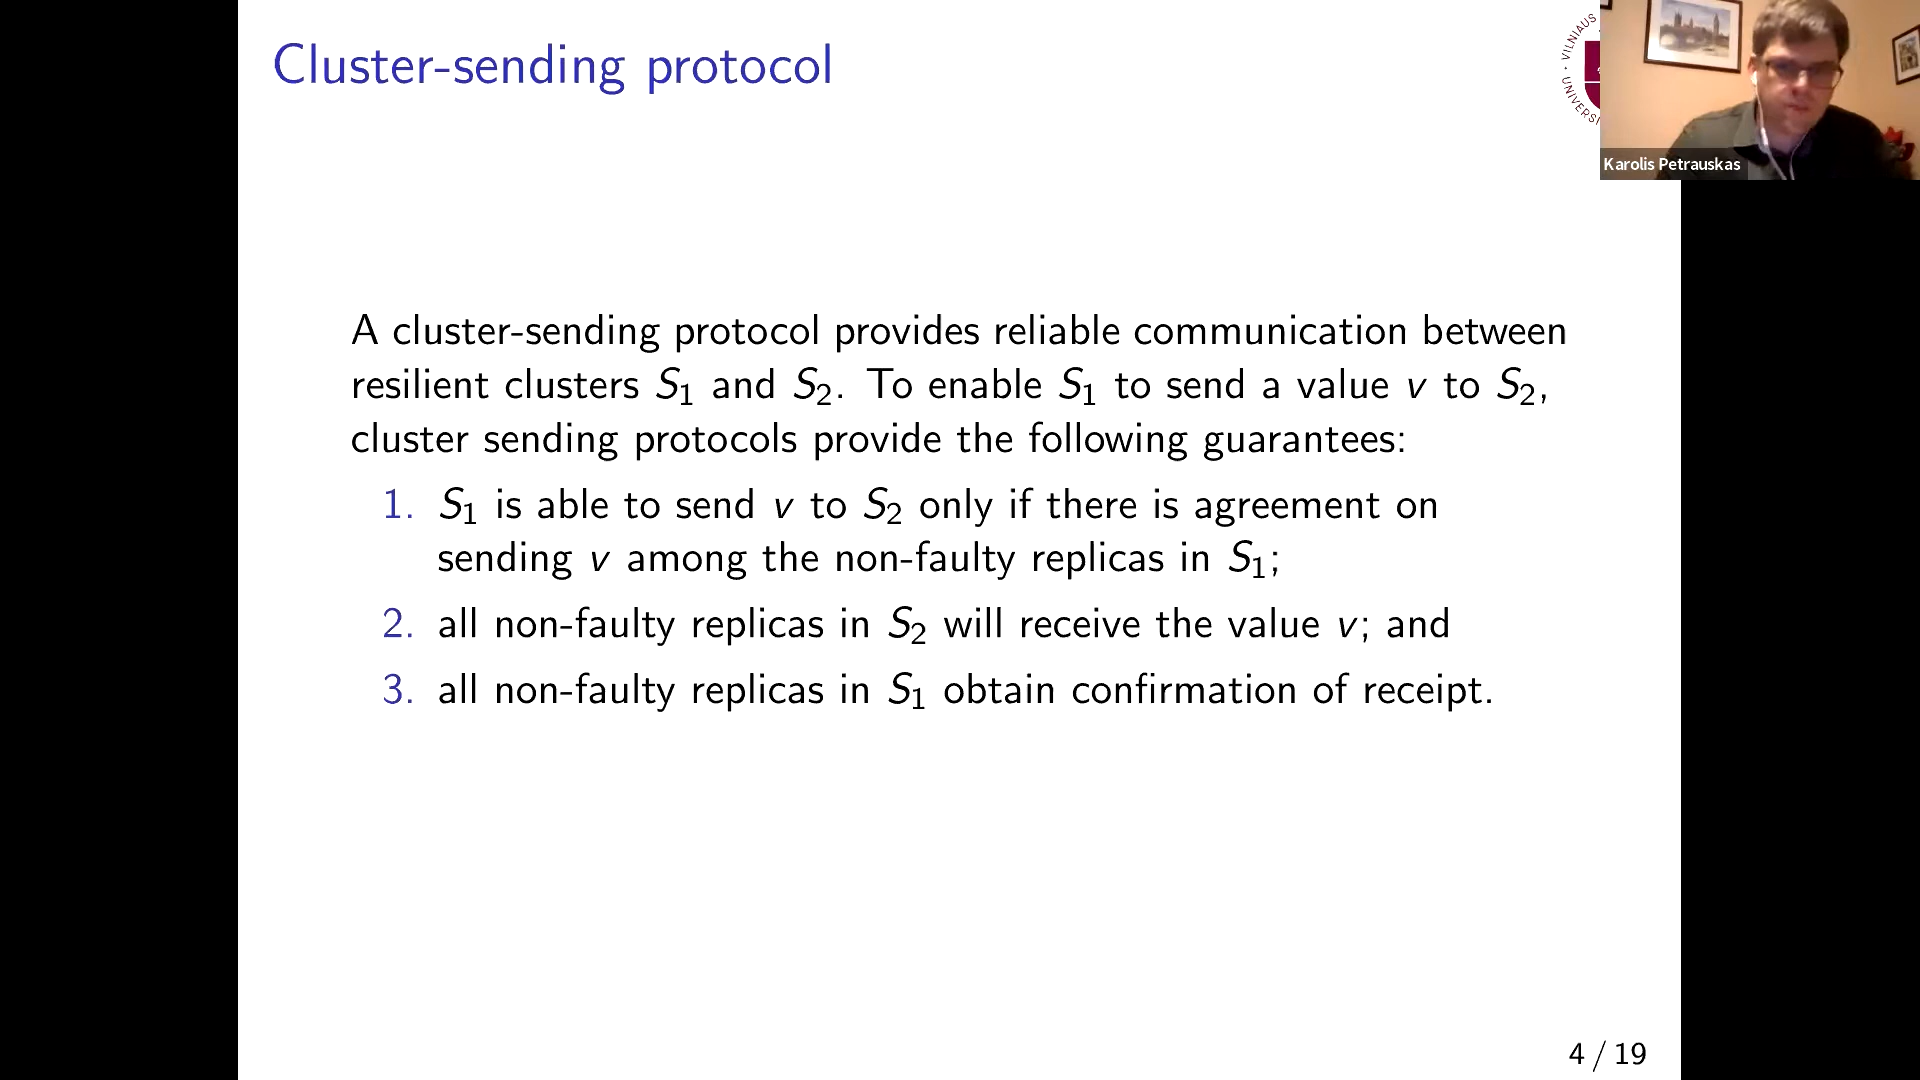 Cluster-sending protocol
VILNIAUS
Karolis Petrauskas
A cluster-sending protocol provides reliable communication between
resilient clusters S₁ and S₂. To enable S₁ to send a value v to S₂,
cluster sending protocols provide the following guarantees:
1. S₁ is able to send v to S₂ only if there is agreement on
sending v among the non-faulty replicas in S₁;
2. all non-faulty replicas in S₂ will receive the value v; and
3. all non-faulty replicas in S₁ obtain confirmation of receipt.
4 / 19